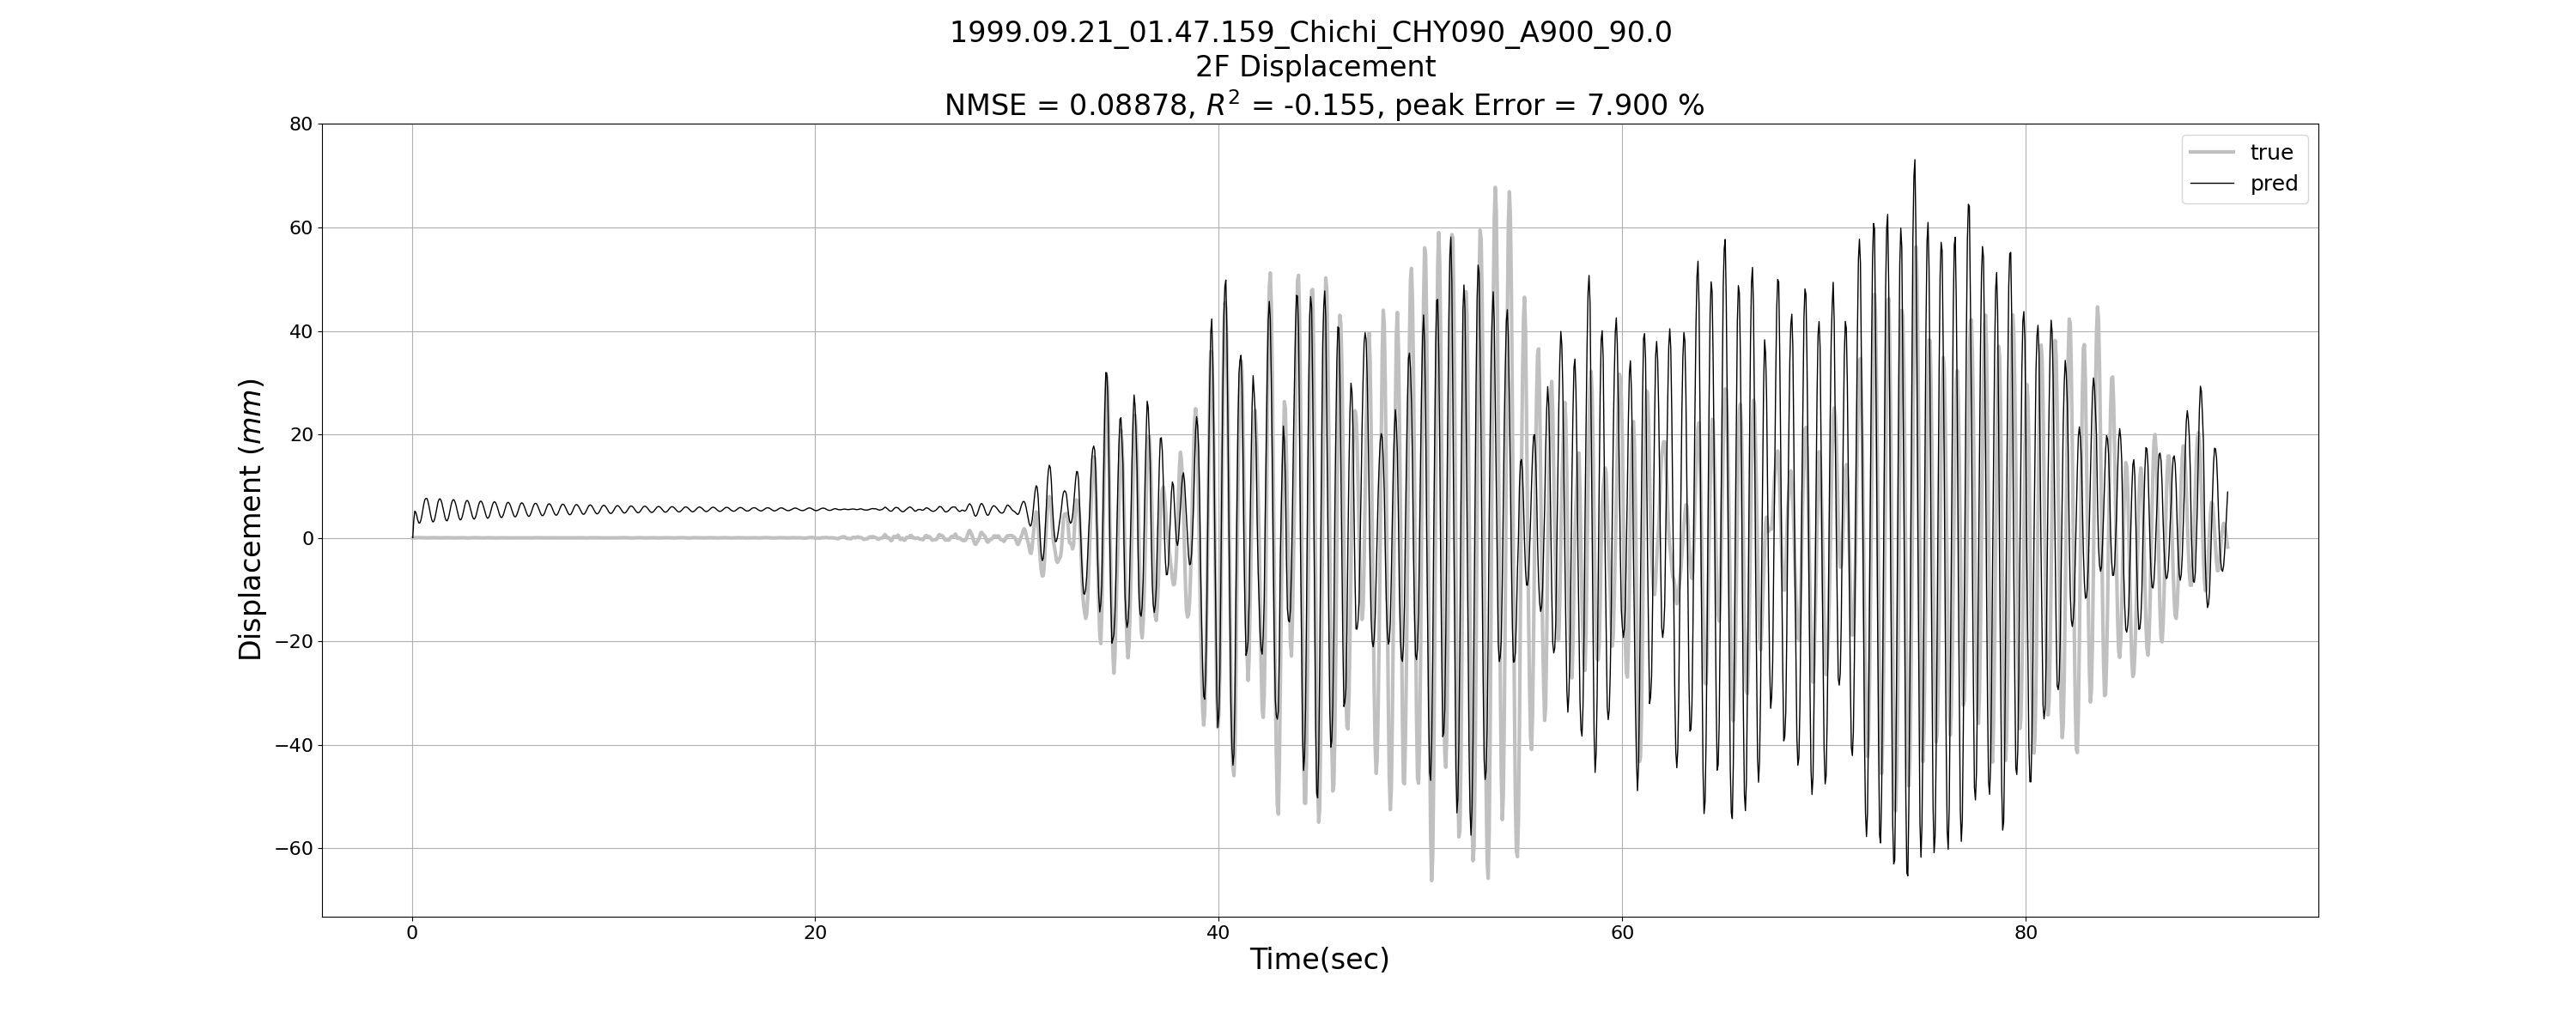 1999.09.21_01.47.159_Chichi_CHY090_A900_90.0
2F Displacement
NMSE = 0.08878, R² = -0.155, peak Error = 7.900 %
true
pred
80
60
40
20
0
−20
−40
−60
Displacement (mm)
0 20 40 60 80
Time(sec)